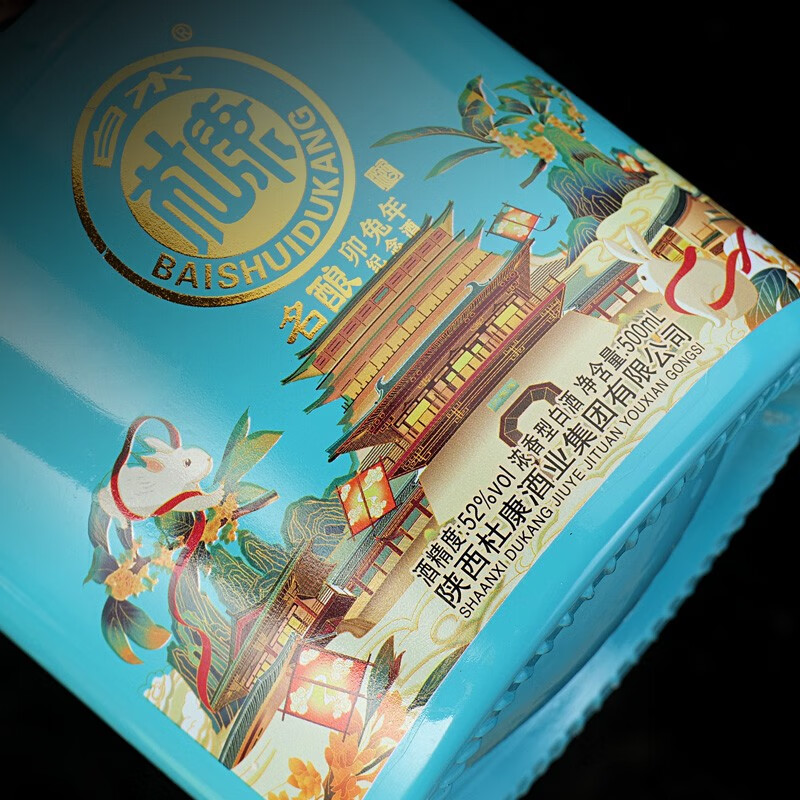 ®
白水
杜康
BAISHUIDUKANG
名酿
卯兔年
纪念酒
酒精度:52%vol 浓香型白酒 净含量:500ml
陕西杜康酒业集团有限公司
SHAANXI DUKANG JIUYE JITUAN YOUXIAN GONGSI